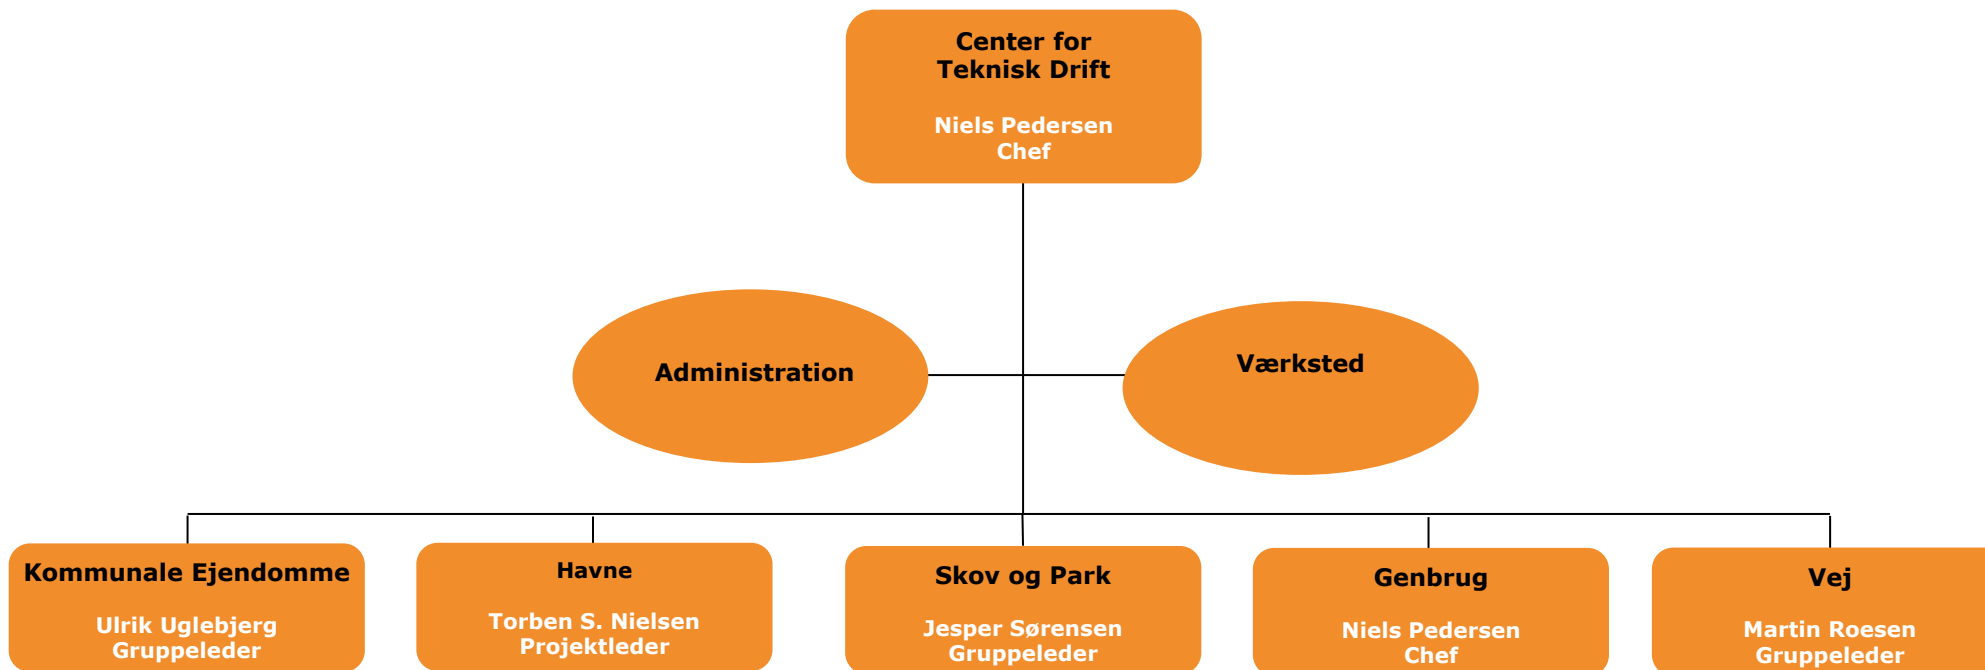 Center for
Teknisk Drift
Niels Pedersen
Chef
Administration
Værksted
Kommunale Ejendomme
Ulrik Uglebjerg
Gruppeleder
Havne
Torben S. Nielsen
Projektleder
Skov og Park
Jesper Sørensen
Gruppeleder
Genbrug
Niels Pedersen
Chef
Vej
Martin Roesen
Gruppeleder